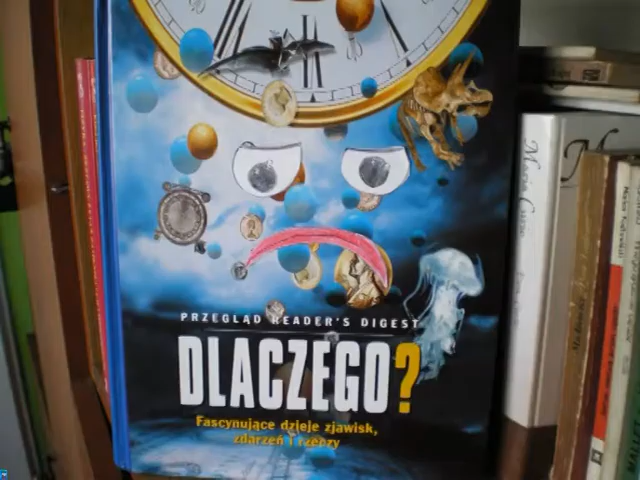 PRZEGLĄD READER'S DIGEST
DLACZEGO?
Fascynujące dzieje zjawisk,
zdarzeń i rzeczy